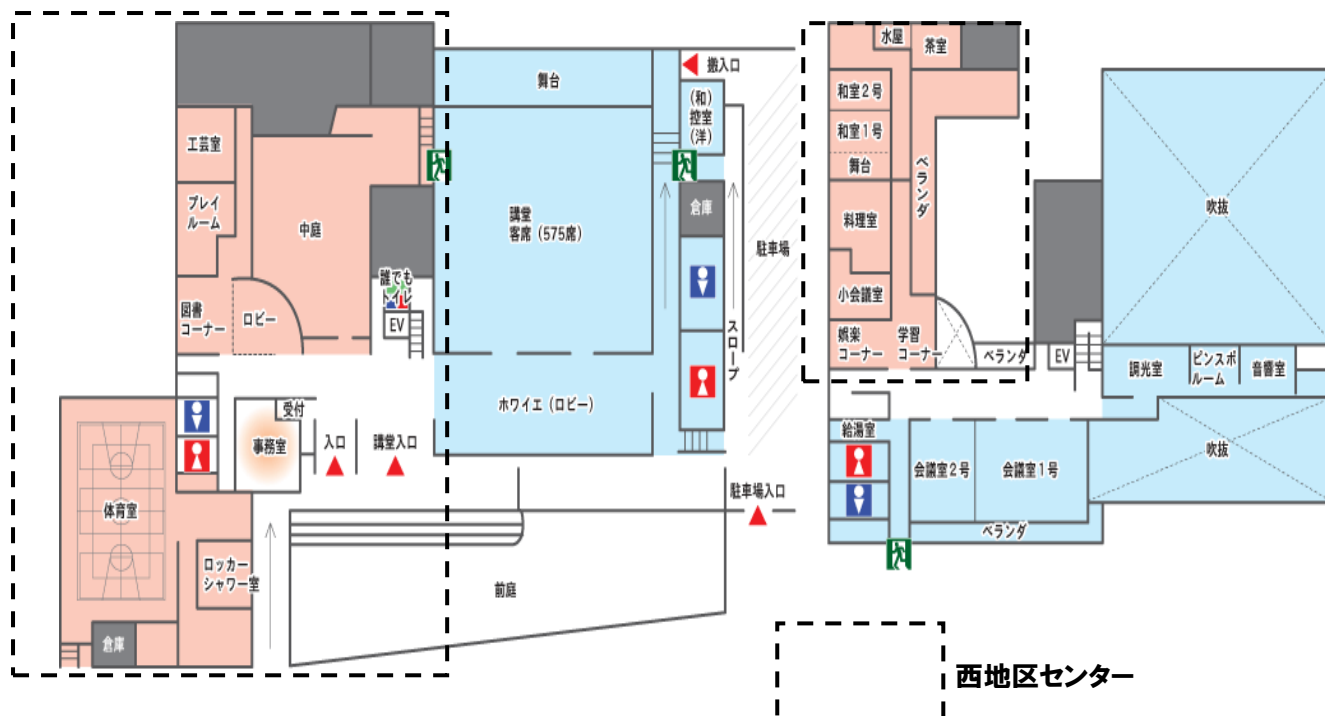 舞台
搬入口
(和)
控室
(洋)
工芸室
プレイ
ルーム
中庭
講堂
客席(575席)
倉庫
駐車場
誰でも
トイレ
EV
図書
コーナー
ロビー
スロープ
ホワイエ(ロビー)
受付
事務室
入口
講堂入口
駐車場入口
体育室
ロッカー
シャワー室
前庭
倉庫
水屋
茶室
和室2号
和室1号
舞台
ベランダ
料理室
小会議室
娯楽
コーナー
学習
コーナー
ベランダ
EV
吹抜
調光室
ピンスポ
ルーム
音響室
給湯室
会議室2号
会議室1号
吹抜
ベランダ
西地区センター